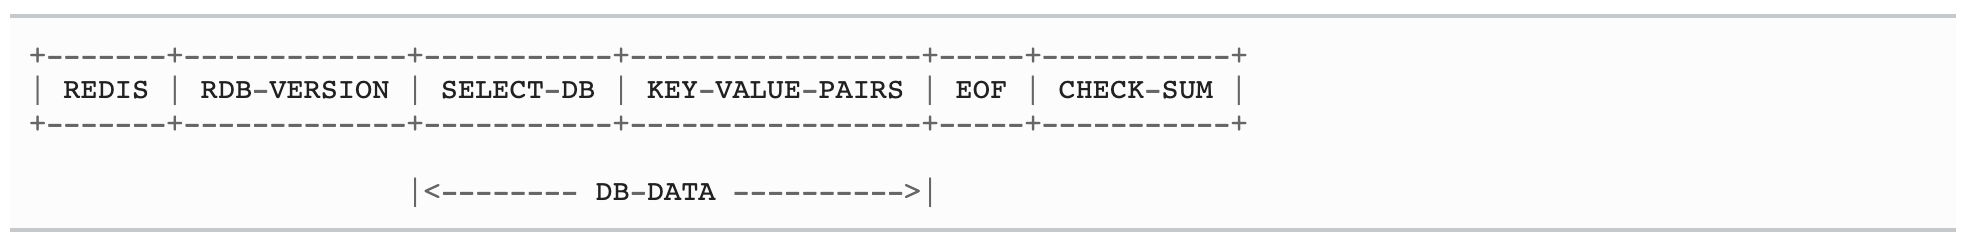 +-------+-------------+-----------+-----------------+-----+-----------+
| REDIS | RDB-VERSION | SELECT-DB | KEY-VALUE-PAIRS | EOF | CHECK-SUM |
+-------+-------------+-----------+-----------------+-----+-----------+
|<-------- DB-DATA ---------->|